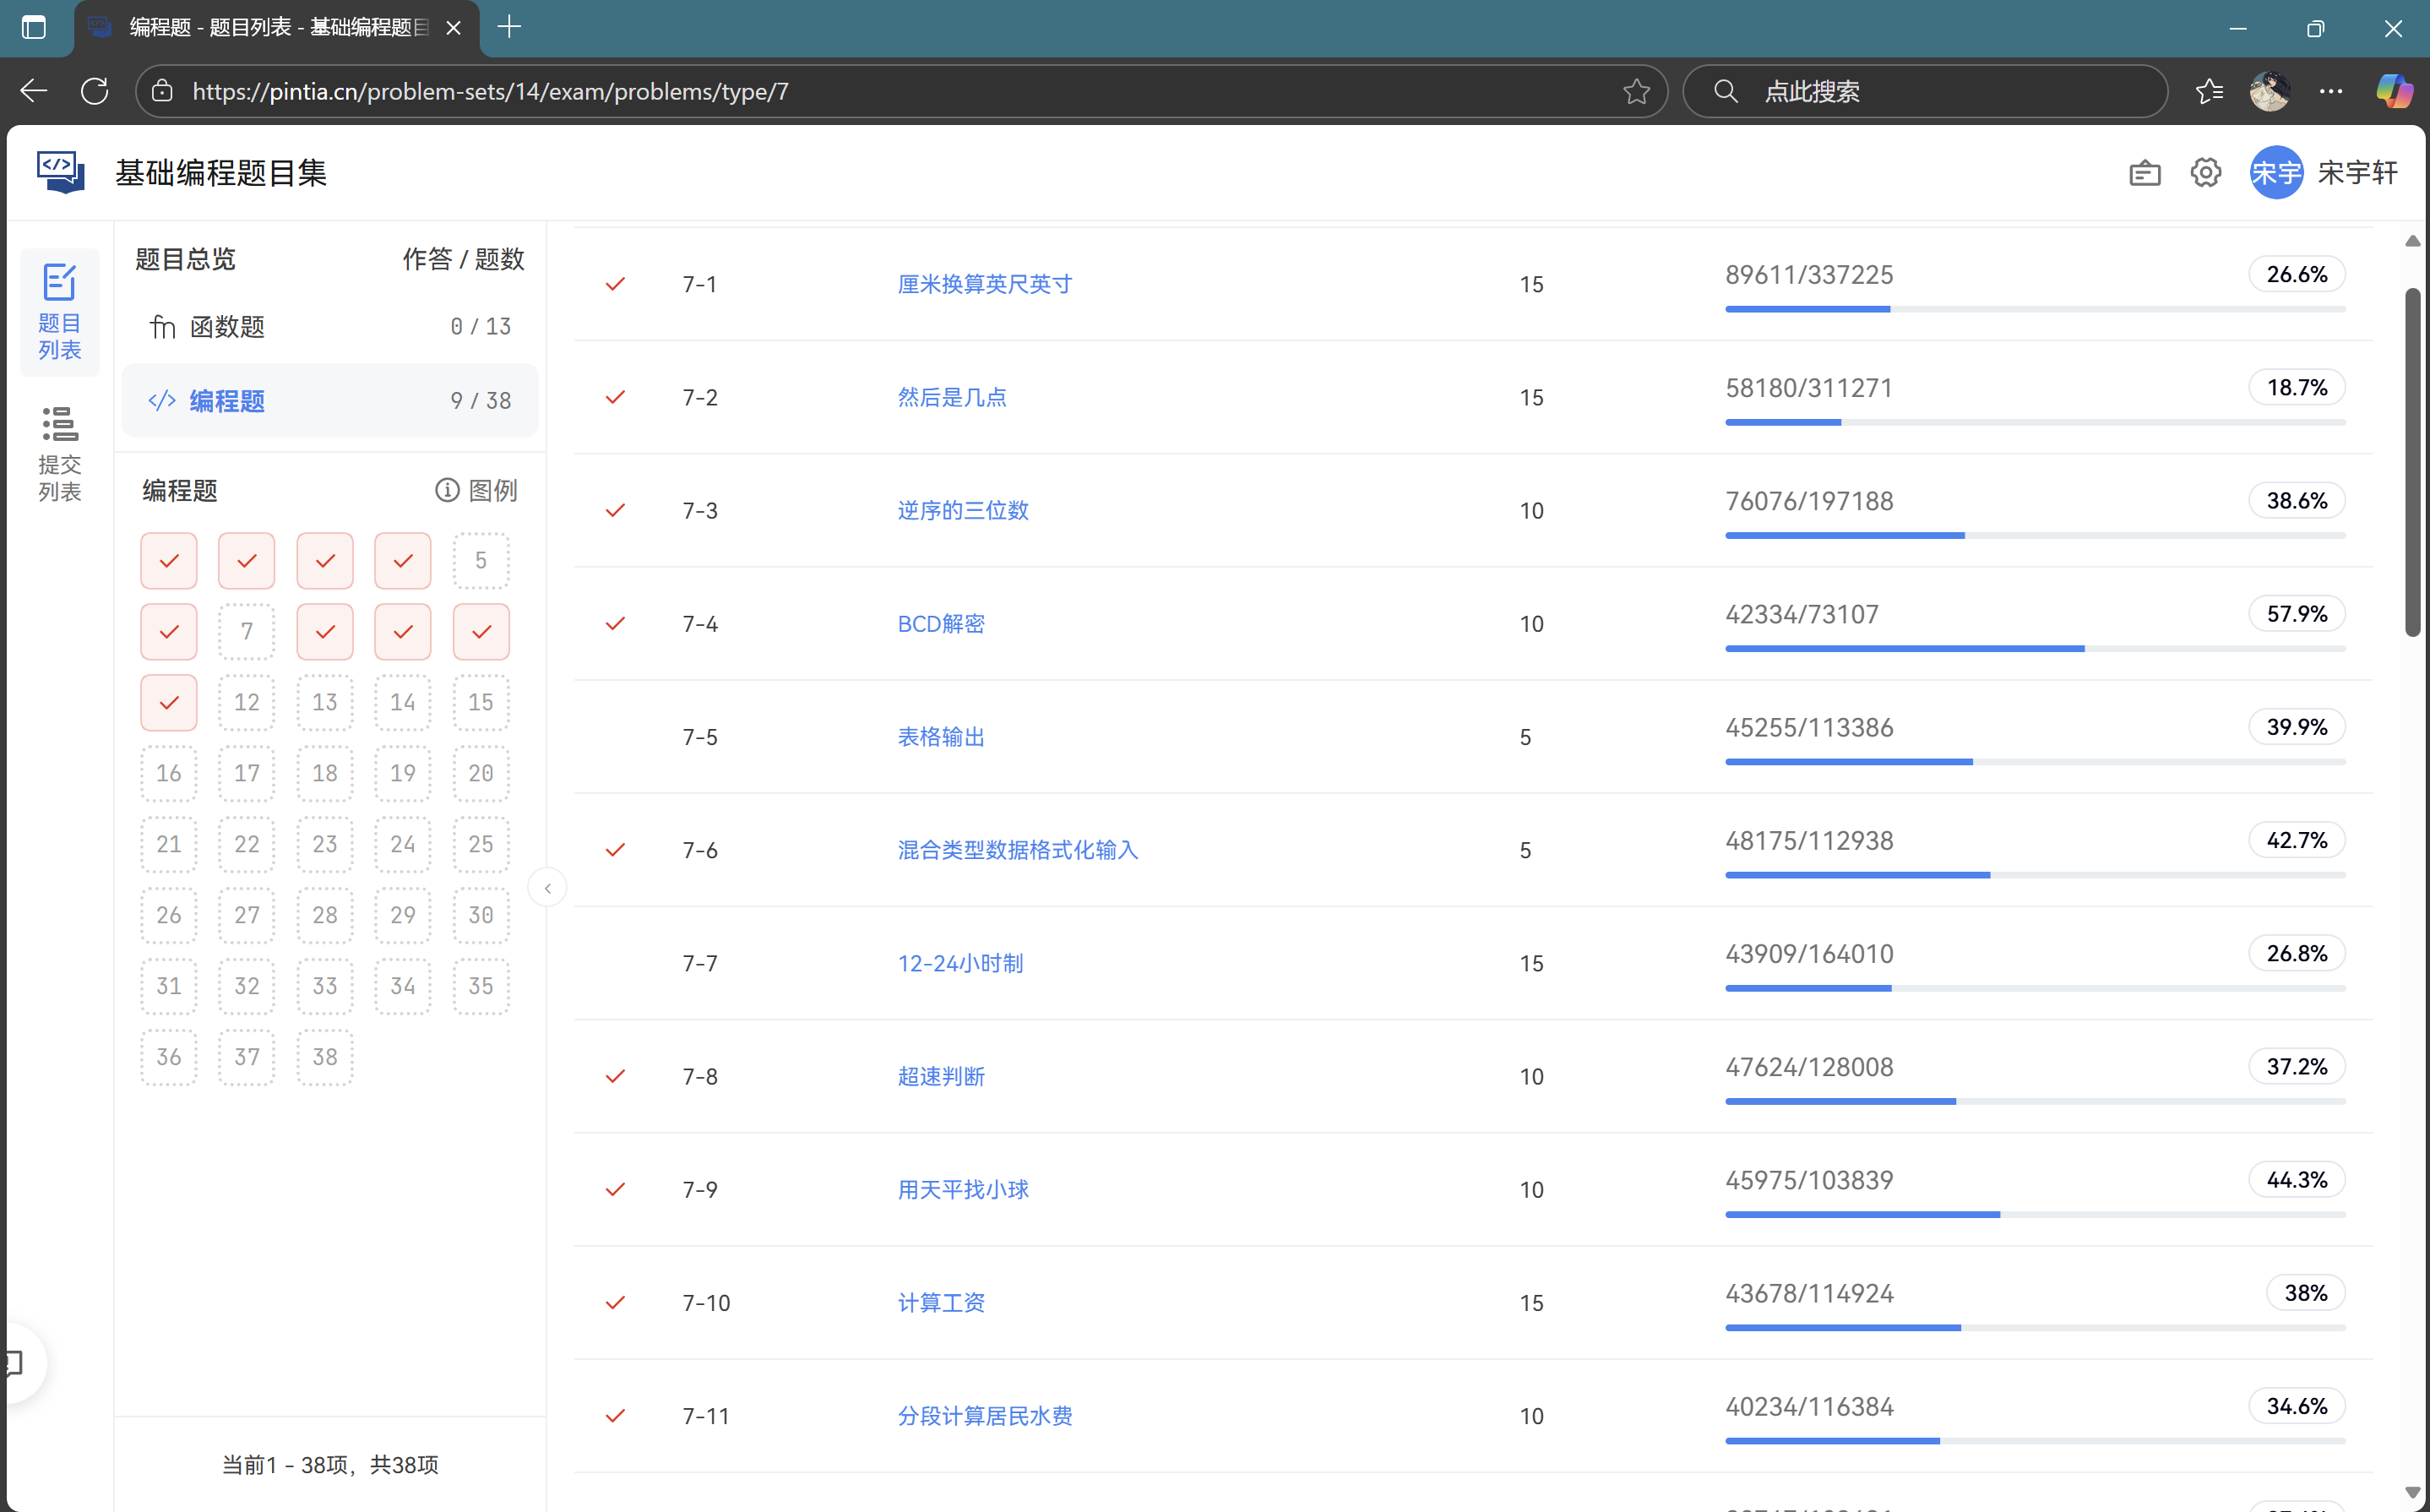 编程题 - 题目列表 - 基础编程题目
https://pintia.cn/problem-sets/14/exam/problems/type/7
点此搜索
基础编程题目集
宋宇
宋宇轩
题目列表
提交列表
题目总览 作答 / 题数
fn 函数题 0 / 13
</> 编程题 9 / 38
编程题 图例
5
7
12 13 14 15
16 17 18 19 20
21 22 23 24 25
26 27 28 29 30
31 32 33 34 35
36 37 38
当前1 - 38项，共38项
7-1 厘米换算英尺英寸 15 89611/337225 26.6%
7-2 然后是几点 15 58180/311271 18.7%
7-3 逆序的三位数 10 76076/197188 38.6%
7-4 BCD解密 10 42334/73107 57.9%
7-5 表格输出 5 45255/113386 39.9%
7-6 混合类型数据格式化输入 5 48175/112938 42.7%
7-7 12-24小时制 15 43909/164010 26.8%
7-8 超速判断 10 47624/128008 37.2%
7-9 用天平找小球 10 45975/103839 44.3%
7-10 计算工资 15 43678/114924 38%
7-11 分段计算居民水费 10 40234/116384 34.6%